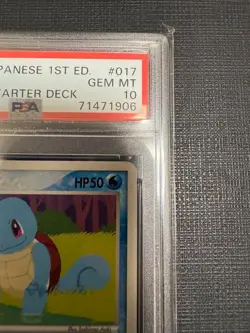 PANESE 1ST ED. #017
GEM MT
ARTER DECK 10
PSA 71471906
HP50